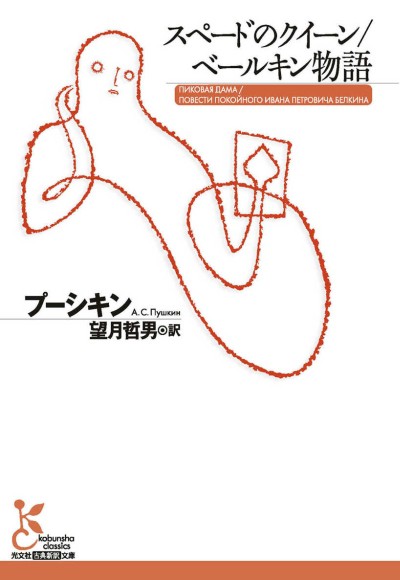 スペードのクイーン/
ベールキン物語
ПИКОВАЯ ДАМА /
ПОВЕСТИ ПОКОЙНОГО ИВАНА ПЕТРОВИЧА БЕЛКИНА
プーシキン
А. С. Пушкин
望月哲男◎訳
kobunsha
classics
光文社古典新訳文庫